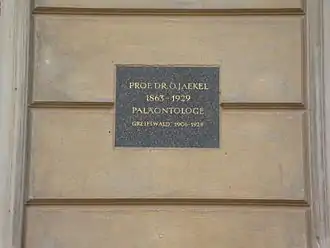 PROF. DR. O. JAEKEL
1863 - 1929
PALÄONTOLOGE
GREIFSWALD, 1906-1928